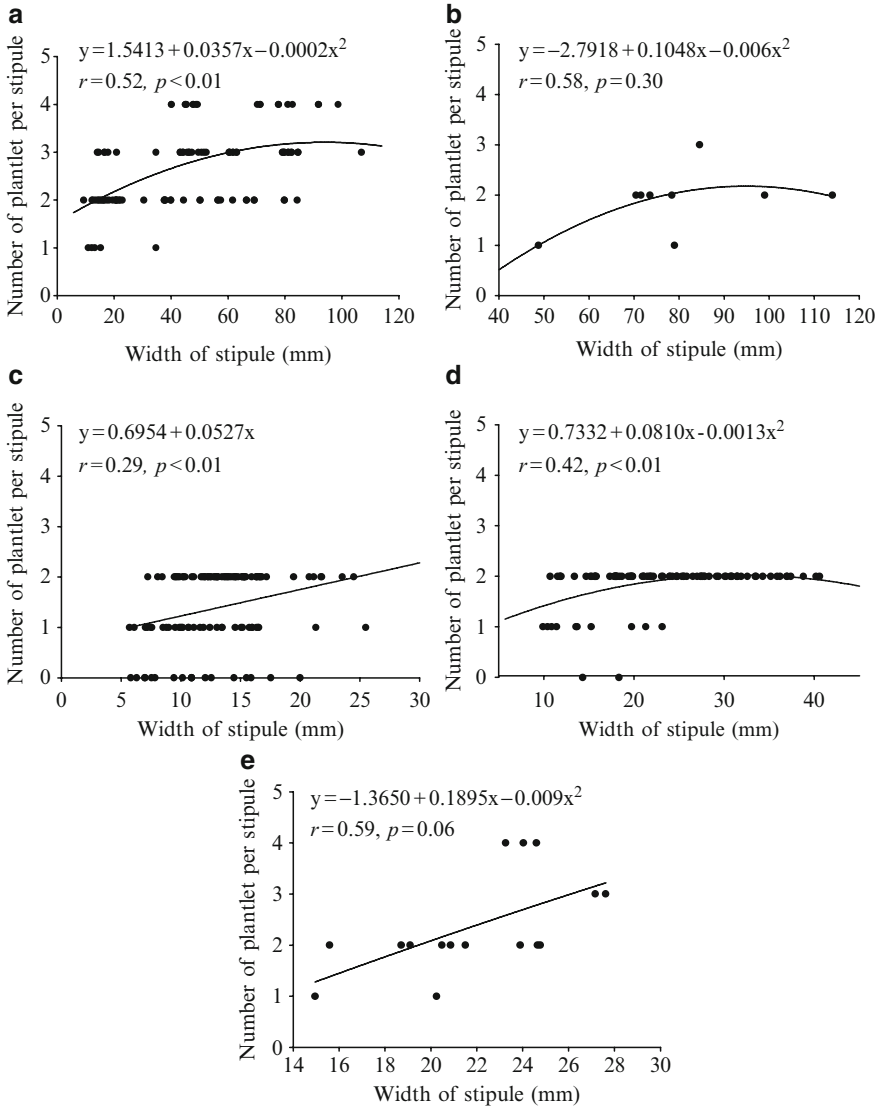 a
y=1.5413+0.0357x−0.0002x²
r=0.52, p<0.01
Number of plantlet per stipule
5
4
3
2
1
0
0 20 40 60 80 100 120
Width of stipule (mm)
b
y=−2.7918+0.1048x−0.006x²
r=0.58, p=0.30
Number of plantlet per stipule
5
4
3
2
1
0
40 50 60 70 80 90 100 110 120
Width of stipule (mm)
c
y=0.6954+0.0527x
r=0.29, p<0.01
Number of plantlet per stipule
5
4
3
2
1
0
0 5 10 15 20 25 30
Width of stipule (mm)
d
y=0.7332+0.0810x-0.0013x²
r=0.42, p<0.01
Number of plantlet per stipule
5
4
3
2
1
0
10 20 30 40
Width of stipule (mm)
e
y=−1.3650+0.1895x−0.009x²
r=0.59, p=0.06
Number of plantlet per stipule
5
4
3
2
1
0
14 16 18 20 22 24 26 28 30
Width of stipule (mm)